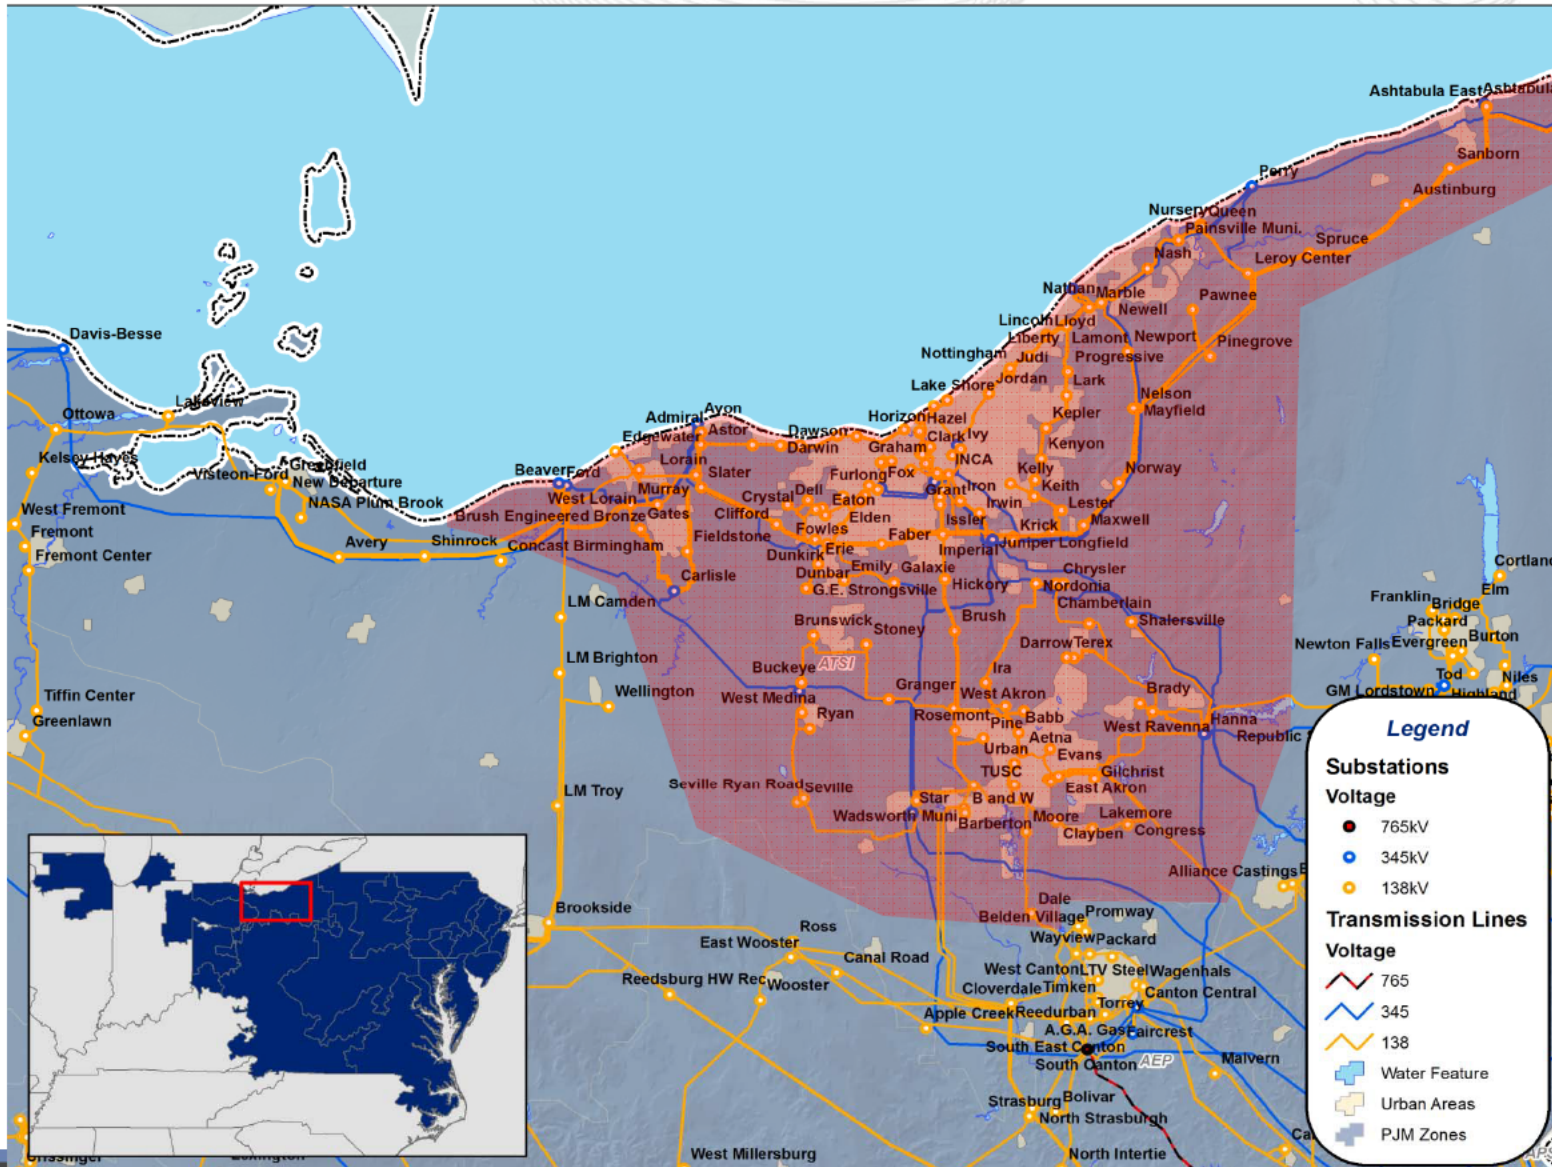 Ashtabula East
Ashtabula
Sanborn
Perry
Austinburg
Nursery
Queen
Painsville Muni.
Spruce
Nash
Leroy Center
Nathan
Marble
Pawnee
Newell
Davis-Besse
Lincoln
Lloyd
Liberty
Lamont
Newport
Pinegrove
Nottingham
Judi
Progressive
Jordan
Lark
Lake Shore
Nelson
Mayfield
Lakeview
Ottowa
Admiral
Avon
Horizon
Hazel
Kepler
Edgewater
Astor
Dawson
Darwin
Clark
Ivy
Kenyon
Graham
Kelsey Hayes
Greenfield
Visteon-Ford
New Departure
Beaver
Ford
Lorain
Slater
Furlong
Fox
INCA
Kelly
Norway
NASA Plum Brook
West Lorain
Murray
Crystal
Dell
Eaton
Grant
Iron
Keith
West Fremont
Brush Engineered Bronze
Gates
Clifford
Elden
Irwin
Lester
Fremont
Avery
Shinrock
Fieldstone
Fowles
Faber
Issler
Krick
Maxwell
Fremont Center
Concast Birmingham
Dunkirk
Erie
Imperial
Juniper
Longfield
Carlisle
Dunbar
Emily
Galaxie
Chrysler
Cortland
G.E. Strongsville
Hickory
Nordonia
Elm
LM Camden
Chamberlain
Franklin
Bridge
Brunswick
Stoney
Brush
Shalersville
Packard
Newton Falls
Evergreen
Burton
LM Brighton
ATSI
Darrow
Terex
Buckeye
Ira
Tod
Niles
Tiffin Center
Wellington
West Medina
Granger
West Akron
Brady
GM Lordstown
Highland
Greenlawn
Ryan
Rosemont
Pine
Babb
West Ravenna
Hanna
Republic
Aetna
Urban
Evans
LM Troy
Seville Ryan Road
Seville
TUSC
Gilchrist
East Akron
Star
B and W
Wadsworth Muni
Barberton
Moore
Lakemore
Clayben
Congress
Alliance Castings
Brookside
Dale
Belden Village
Promway
Ross
East Wooster
Wayview
Packard
Canal Road
West Canton
LTV Steel
Wagenhals
Reedsburg HW Rec
Wooster
Cloverdale
Timken
Canton Central
Torrey
Apple Creek
Reedurban
A.G.A. Gas
Faircrest
South East Canton
South Canton
AEP
Malvern
Strasburg
Bolivar
North Strasburgh
West Millersburg
North Intertie
Legend
Substations
Voltage
765kV
345kV
138kV
Transmission Lines
Voltage
765
345
138
Water Feature
Urban Areas
PJM Zones